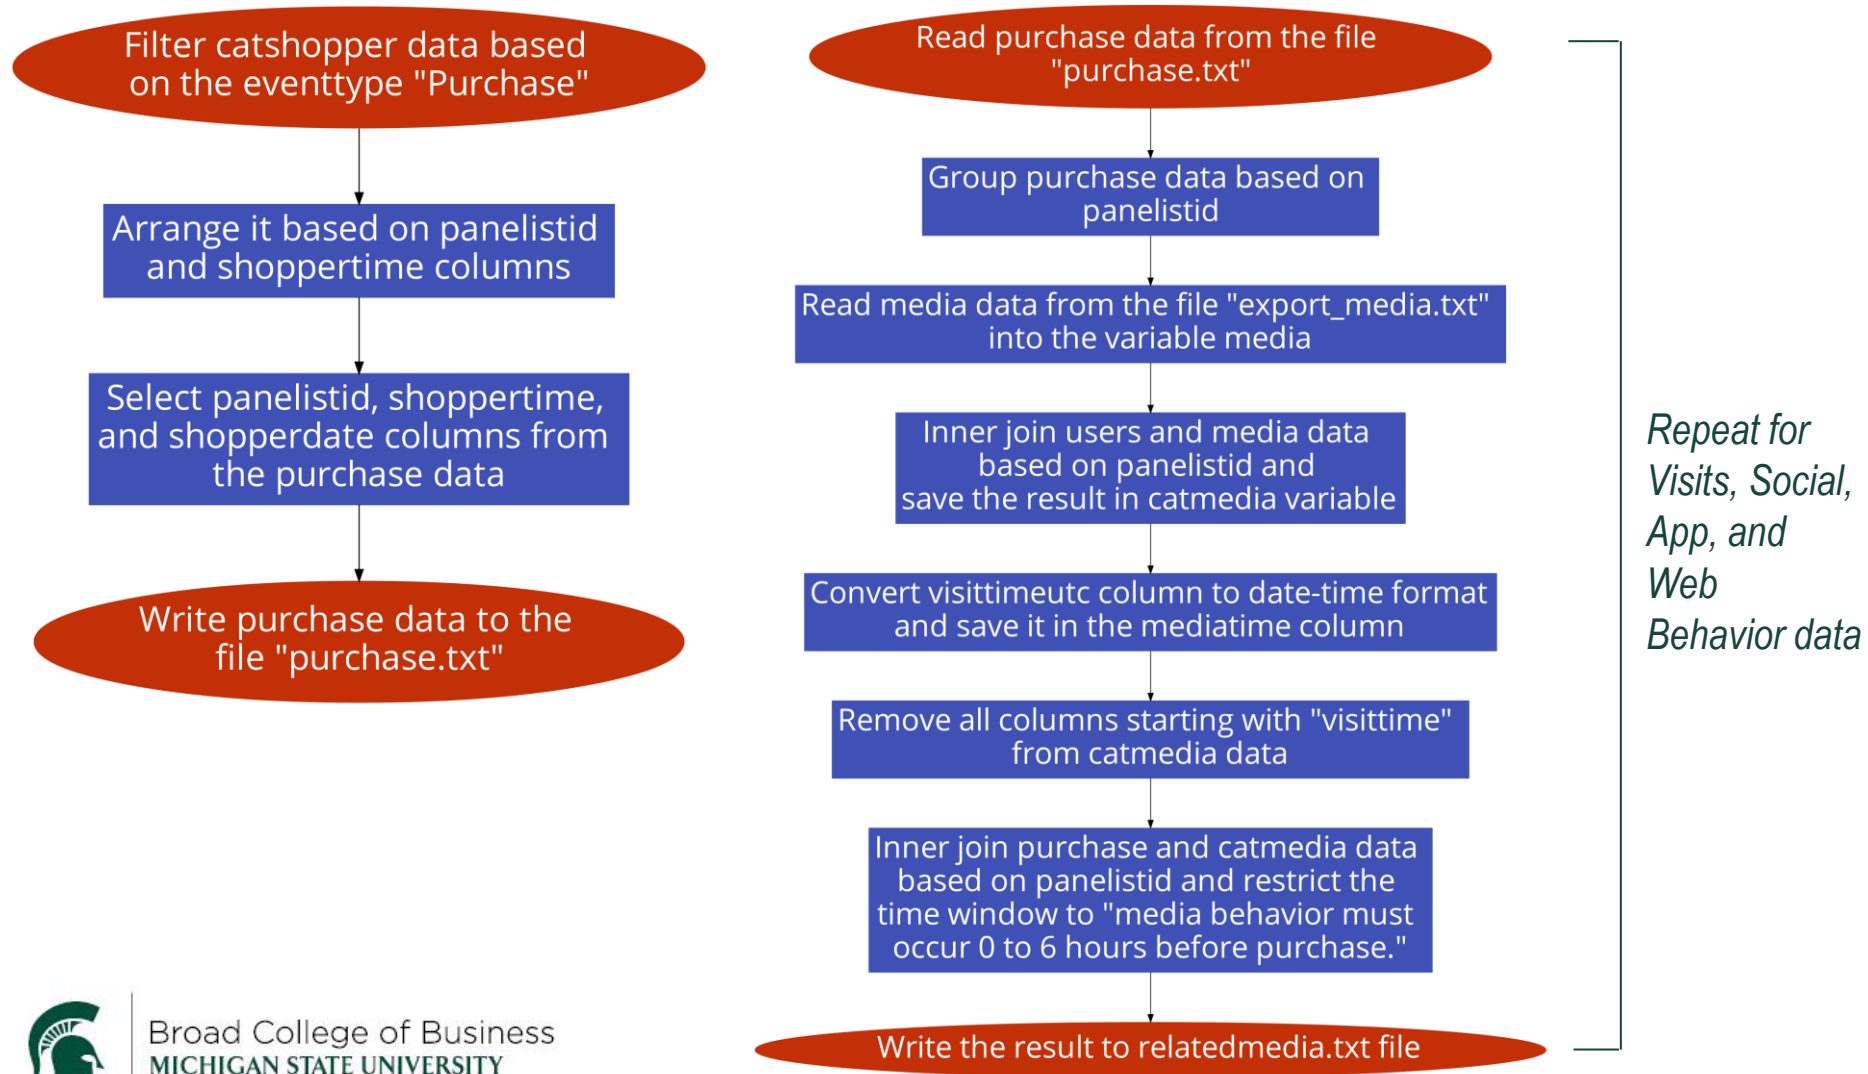 Filter catshopper data based
on the eventtype "Purchase"
Arrange it based on panelistid
and shoppertime columns
Select panelistid, shoppertime,
and shopperdate columns from
the purchase data
Write purchase data to the
file "purchase.txt"
Read purchase data from the file
"purchase.txt"
Group purchase data based on
panelistid
Read media data from the file "export_media.txt"
into the variable media
Inner join users and media data
based on panelistid and
save the result in catmedia variable
Convert visittimeutc column to date-time format
and save it in the mediatime column
Remove all columns starting with "visittime"
from catmedia data
Inner join purchase and catmedia data
based on panelistid and restrict the
time window to "media behavior must
occur 0 to 6 hours before purchase."
Write the result to relatedmedia.txt file
Repeat for
Visits, Social,
App, and
Web
Behavior data
Broad College of Business
MICHIGAN STATE UNIVERSITY